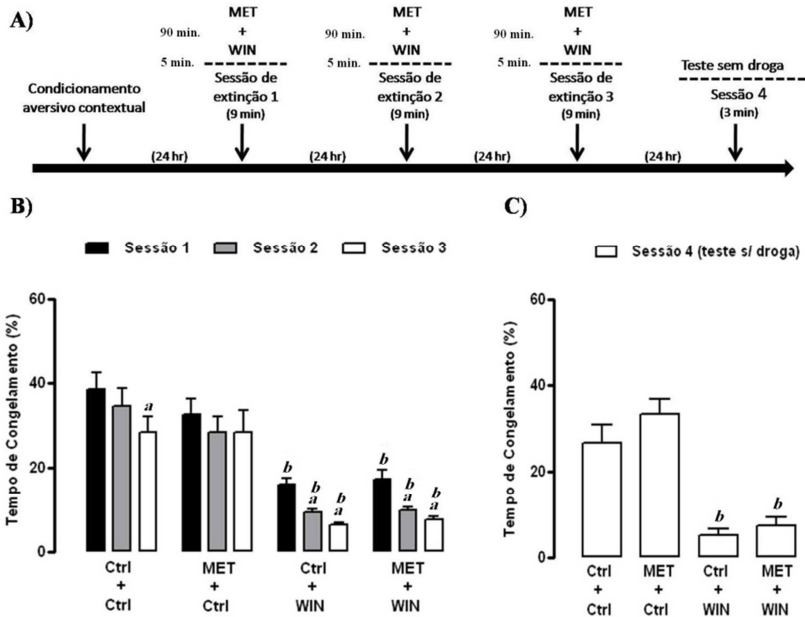 A)
90 min.
MET
+
WIN
5 min.
Sessão de
extinção 1
(9 min)
90 min.
MET
+
WIN
5 min.
Sessão de
extinção 2
(9 min)
90 min.
MET
+
WIN
5 min.
Sessão de
extinção 3
(9 min)
Condicionamento
aversivo contextual
Teste sem droga
Sessão 4
(3 min)
(24 hr)
(24 hr)
(24 hr)
(24 hr)
B)
Sessão 1
Sessão 2
Sessão 3
Tempo de Congelamento (%)
60
40
20
0
a
b
b
a
b
a
b
b
a
b
a
Ctrl
+
Ctrl
MET
+
Ctrl
Ctrl
+
WIN
MET
+
WIN
C)
Sessão 4 (teste s/ droga)
Tempo de Congelamento (%)
60
40
20
0
b
b
Ctrl
+
Ctrl
MET
+
Ctrl
Ctrl
+
WIN
MET
+
WIN